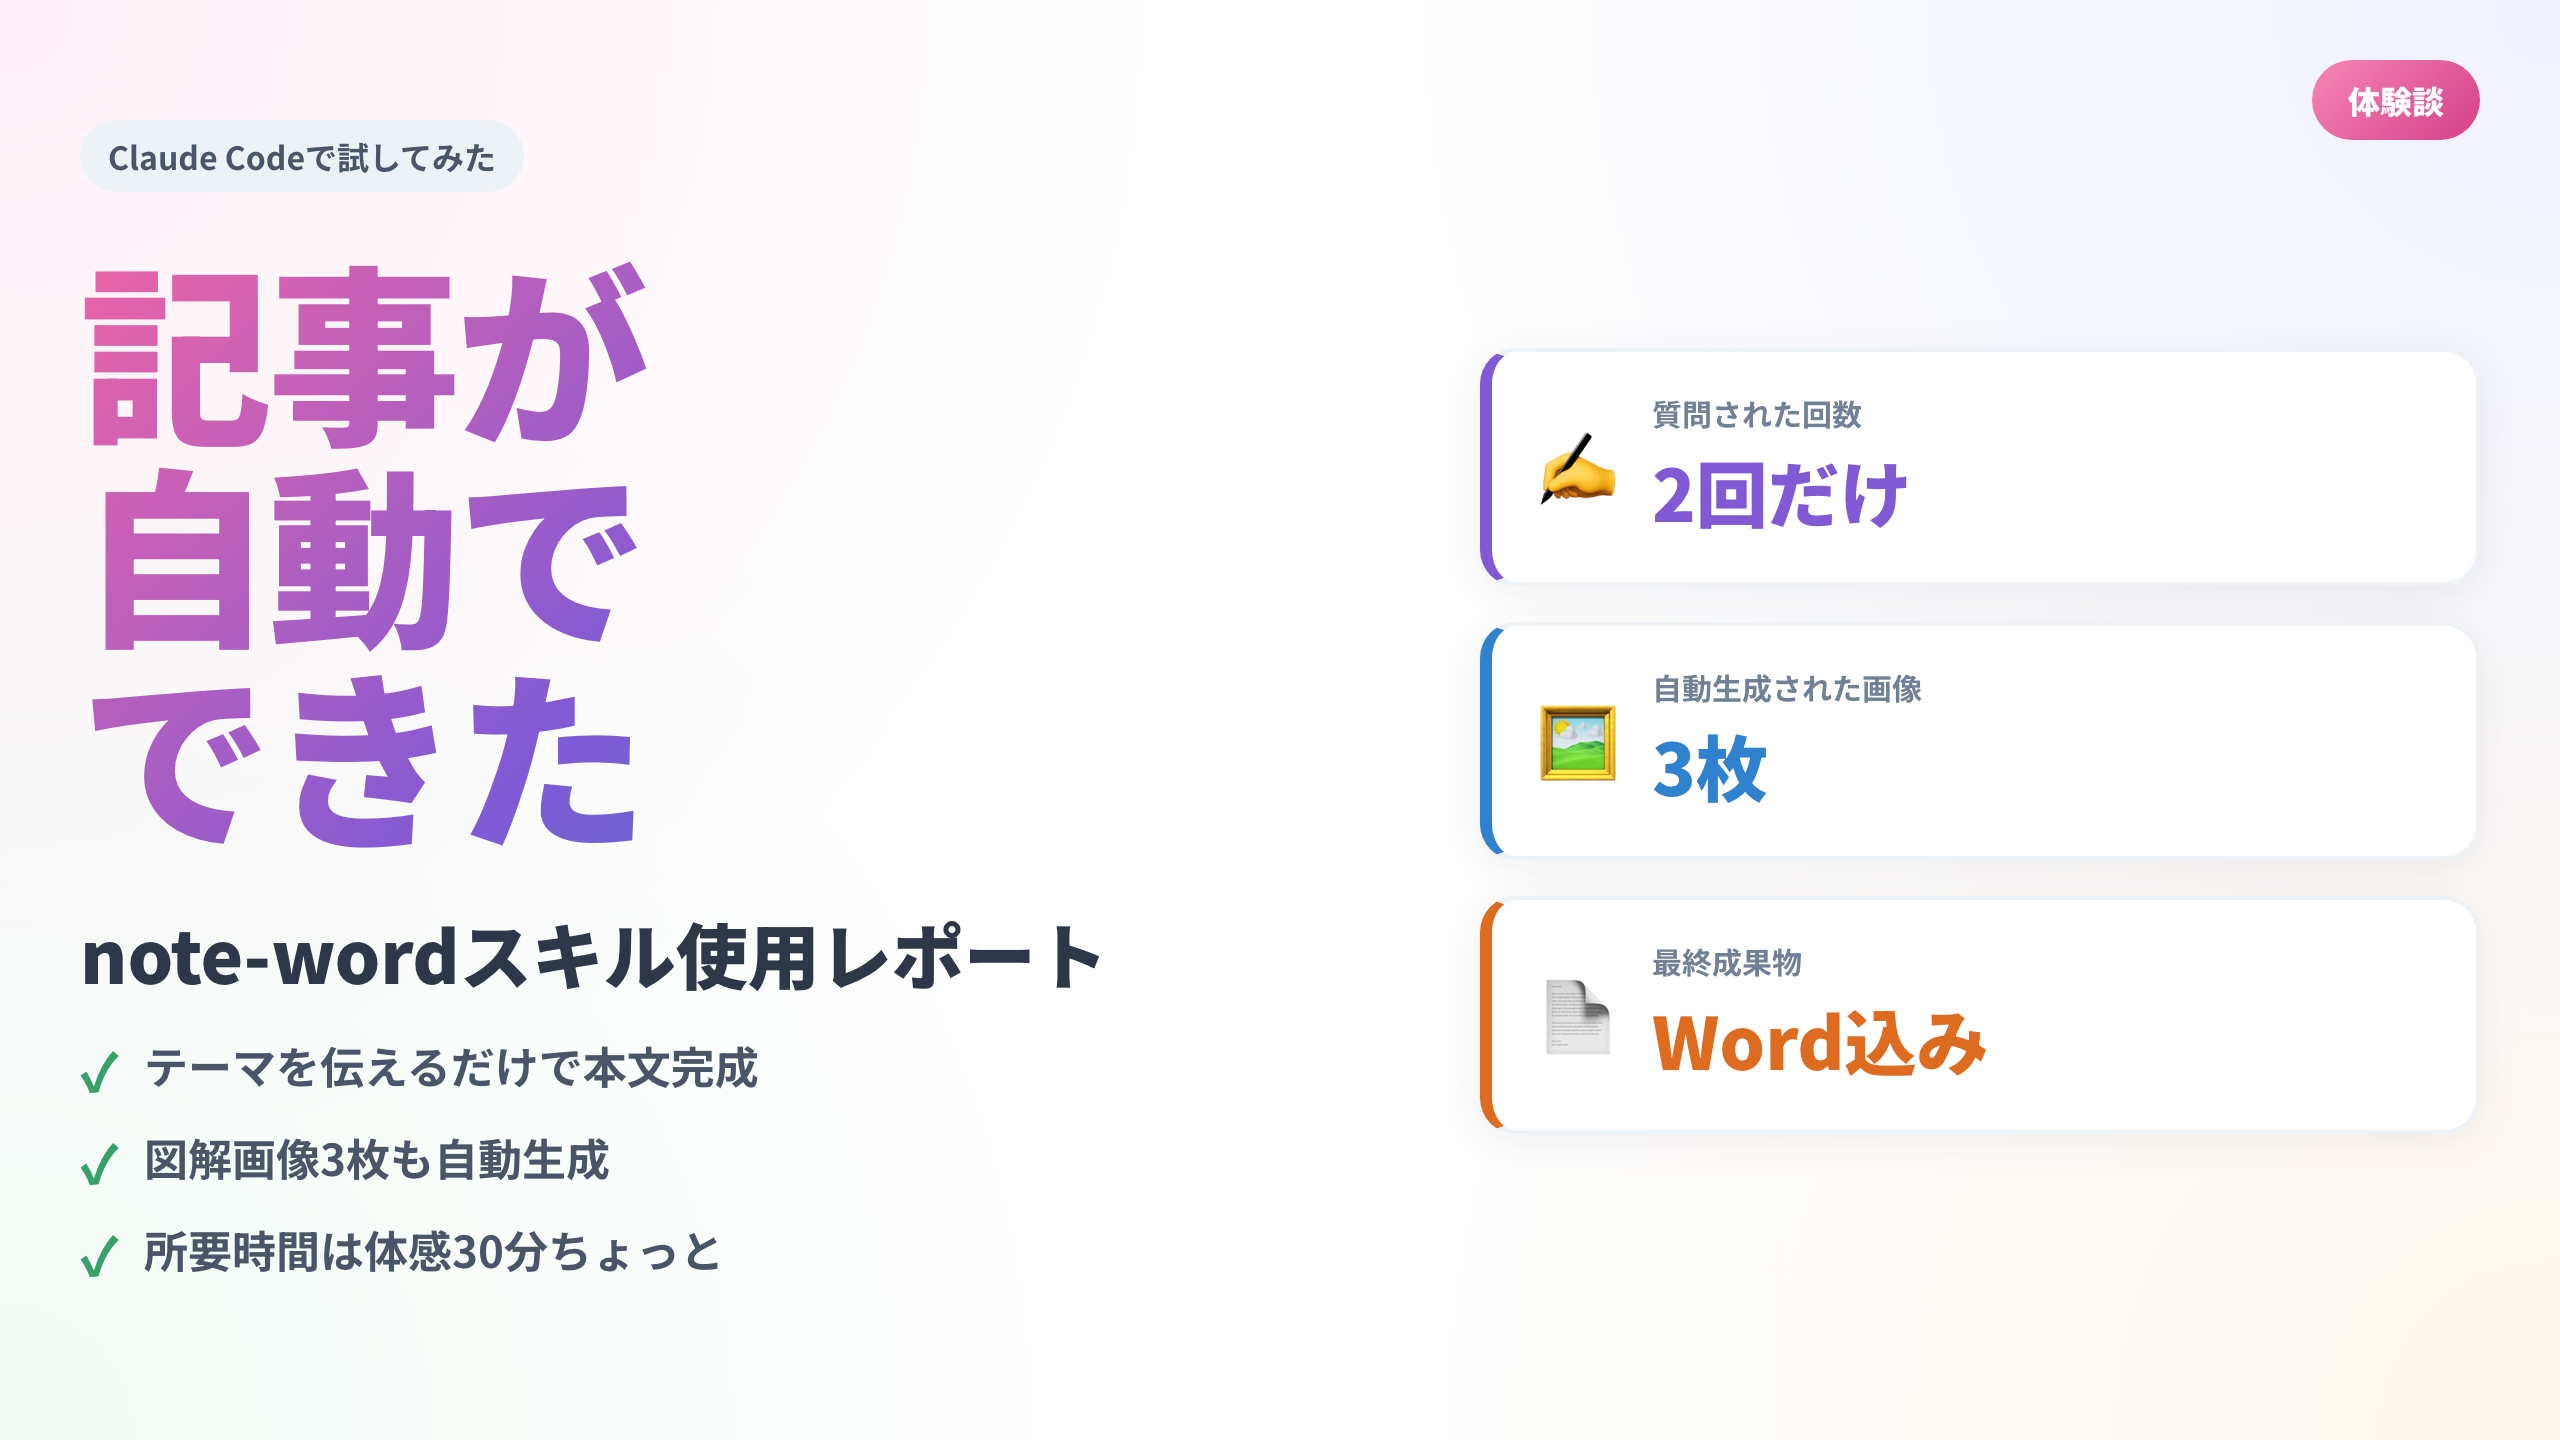 体験談
Claude Codeで試してみた
記事が
自動で
できた
note-wordスキル使用レポート
✓ テーマを伝えるだけで本文完成
✓ 図解画像3枚も自動生成
✓ 所要時間は体感30分ちょっと
質問された回数
2回だけ
自動生成された画像
3枚
最終成果物
Word込み